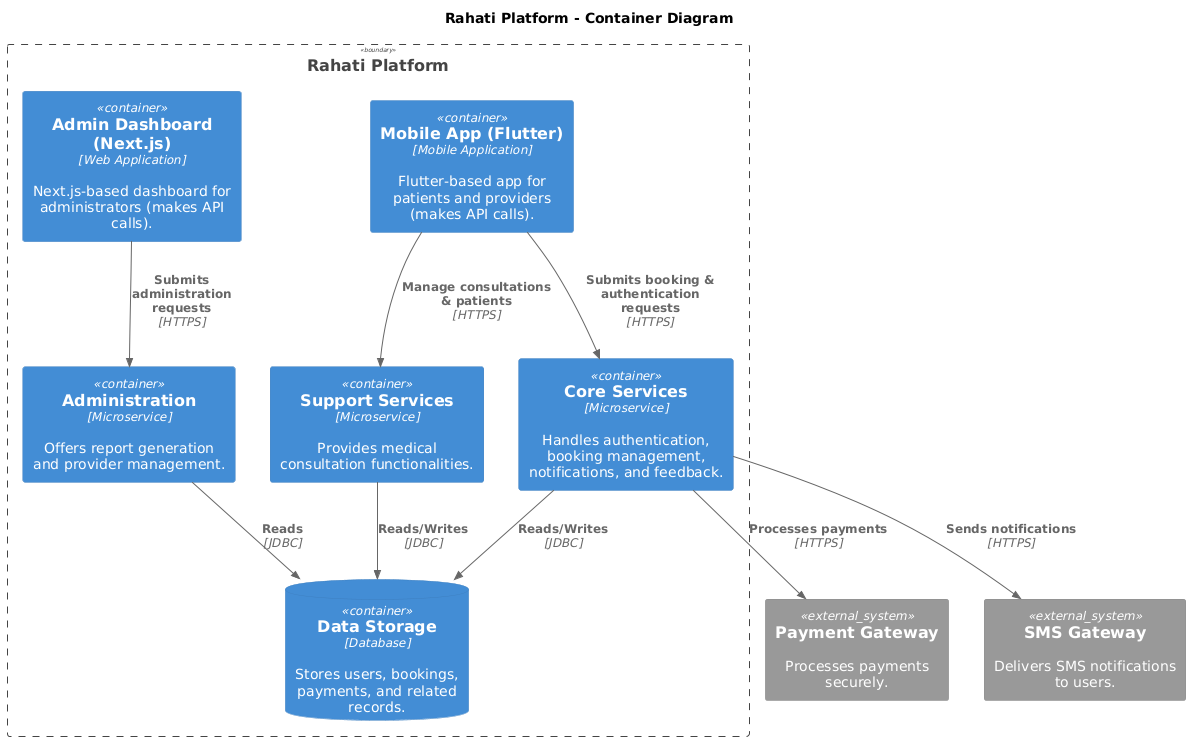 Rahati Platform - Container Diagram
«boundary»
Rahati Platform
«container»
Admin Dashboard
(Next.js)
[Web Application]
Next.js-based dashboard for
administrators (makes API
calls).
«container»
Mobile App (Flutter)
[Mobile Application]
Flutter-based app for
patients and providers
(makes API calls).
Submits
administration
requests
[HTTPS]
Manage consultations
& patients
[HTTPS]
Submits booking &
authentication
requests
[HTTPS]
«container»
Administration
[Microservice]
Offers report generation
and provider management.
«container»
Support Services
[Microservice]
Provides medical
consultation functionalities.
«container»
Core Services
[Microservice]
Handles authentication,
booking management,
notifications, and feedback.
Reads
[JDBC]
Reads/Writes
[JDBC]
Reads/Writes
[JDBC]
Processes payments
[HTTPS]
Sends notifications
[HTTPS]
«container»
Data Storage
[Database]
Stores users, bookings,
payments, and related
records.
«external_system»
Payment Gateway
Processes payments
securely.
«external_system»
SMS Gateway
Delivers SMS notifications
to users.